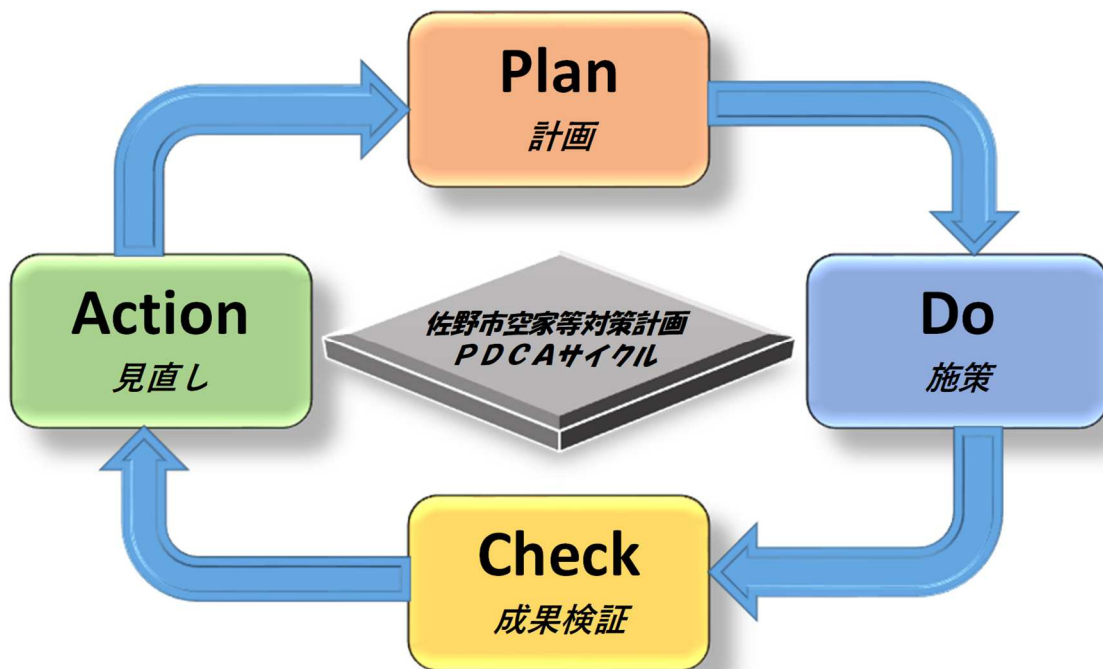 Plan
計画
Action
見直し
佐野市空家等対策計画
PDCAサイクル
Do
施策
Check
成果検証